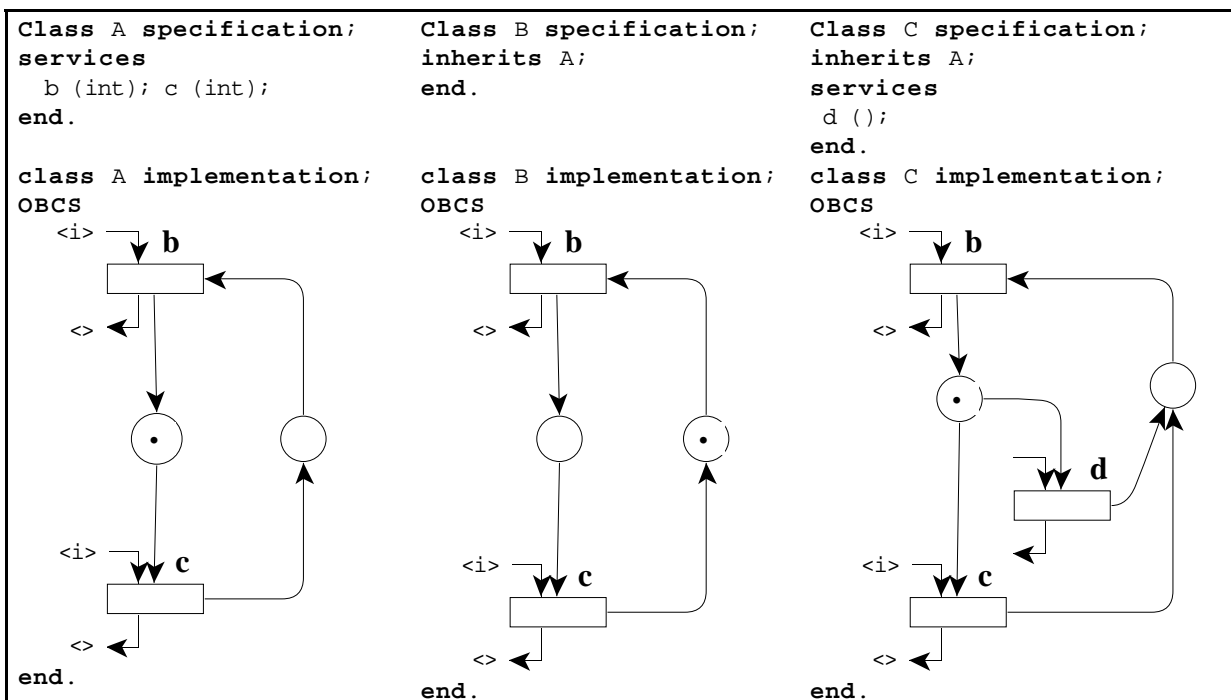 Class A specification;
services
b (int); c (int);
end.
class A implementation;
OBCS
<i>
b
<>
<i>
c
<>
end.
Class B specification;
inherits A;
end.
class B implementation;
OBCS
<i>
b
<>
<i>
c
<>
end.
Class C specification;
inherits A;
services
d ();
end.
class C implementation;
OBCS
<i>
b
<>
d
<i>
c
<>
end.